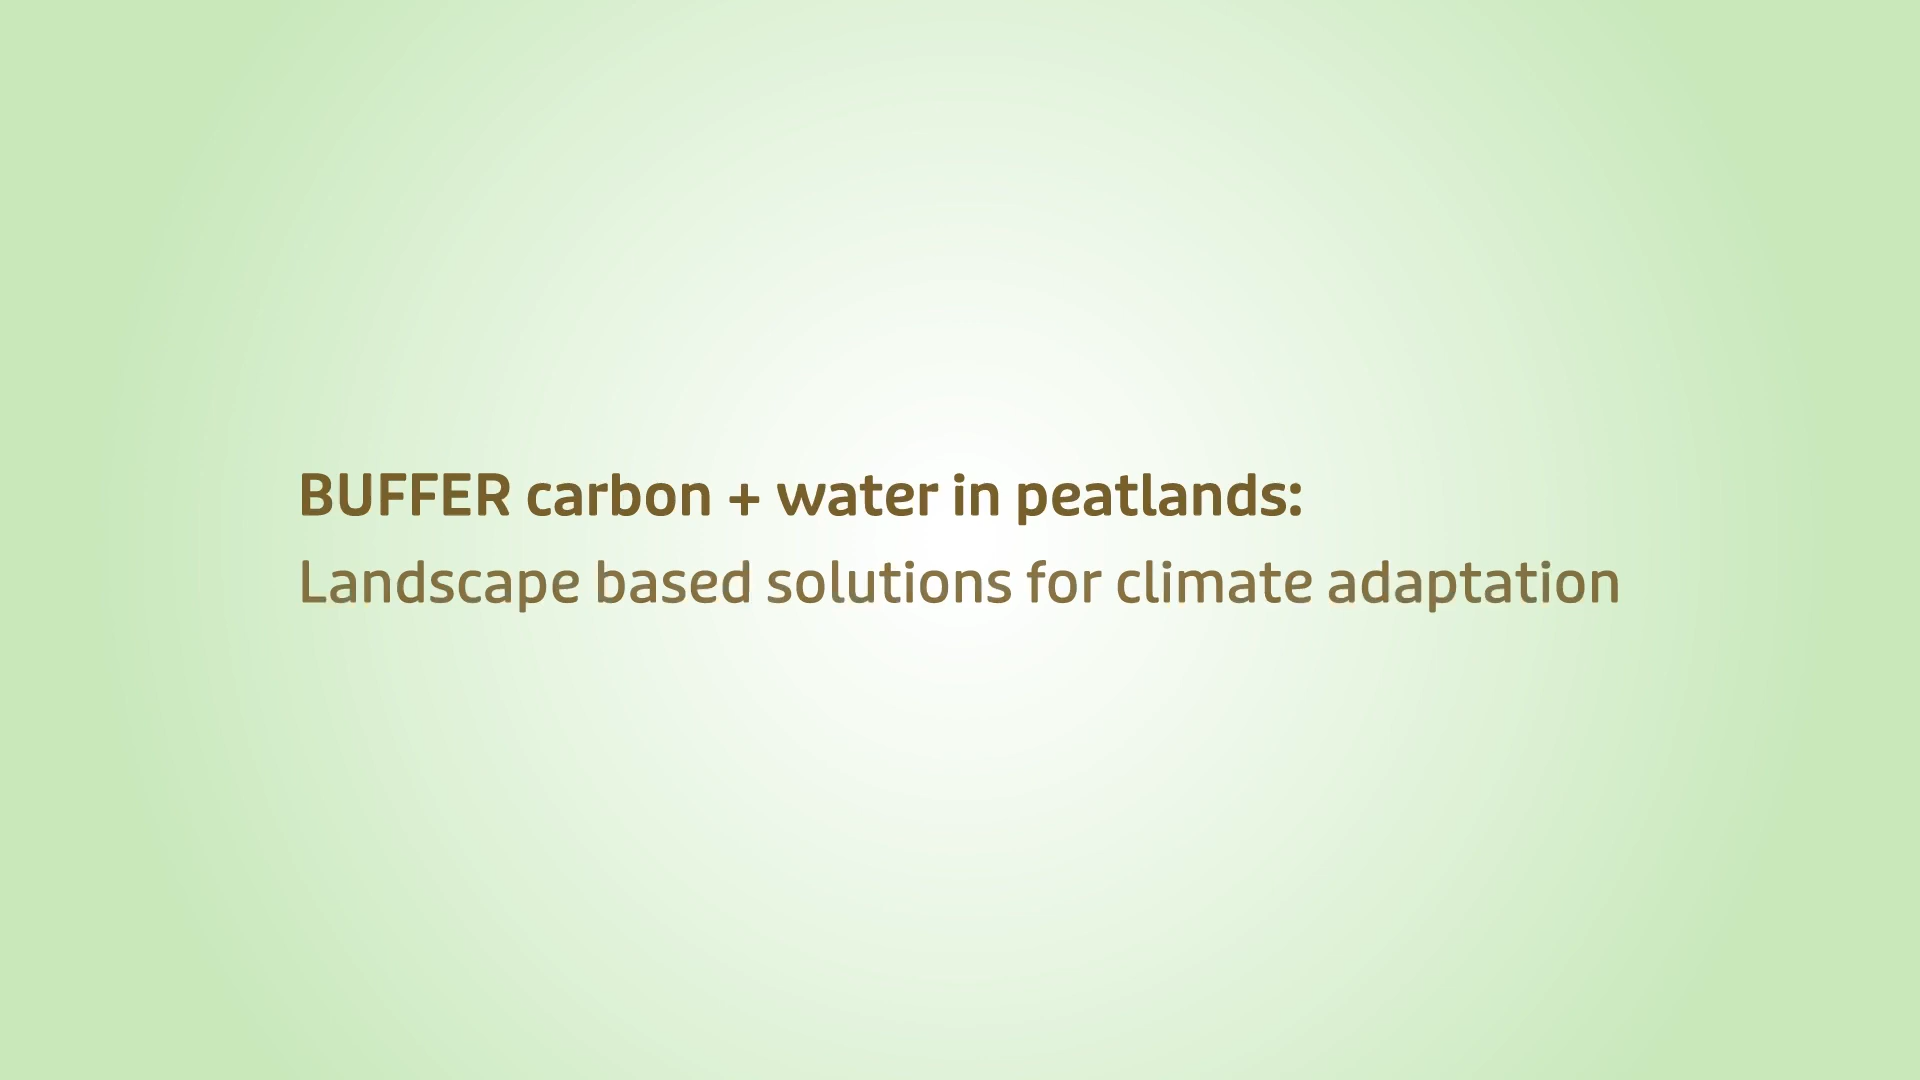 BUFFER carbon + water in peatlands:
Landscape based solutions for climate adaptation